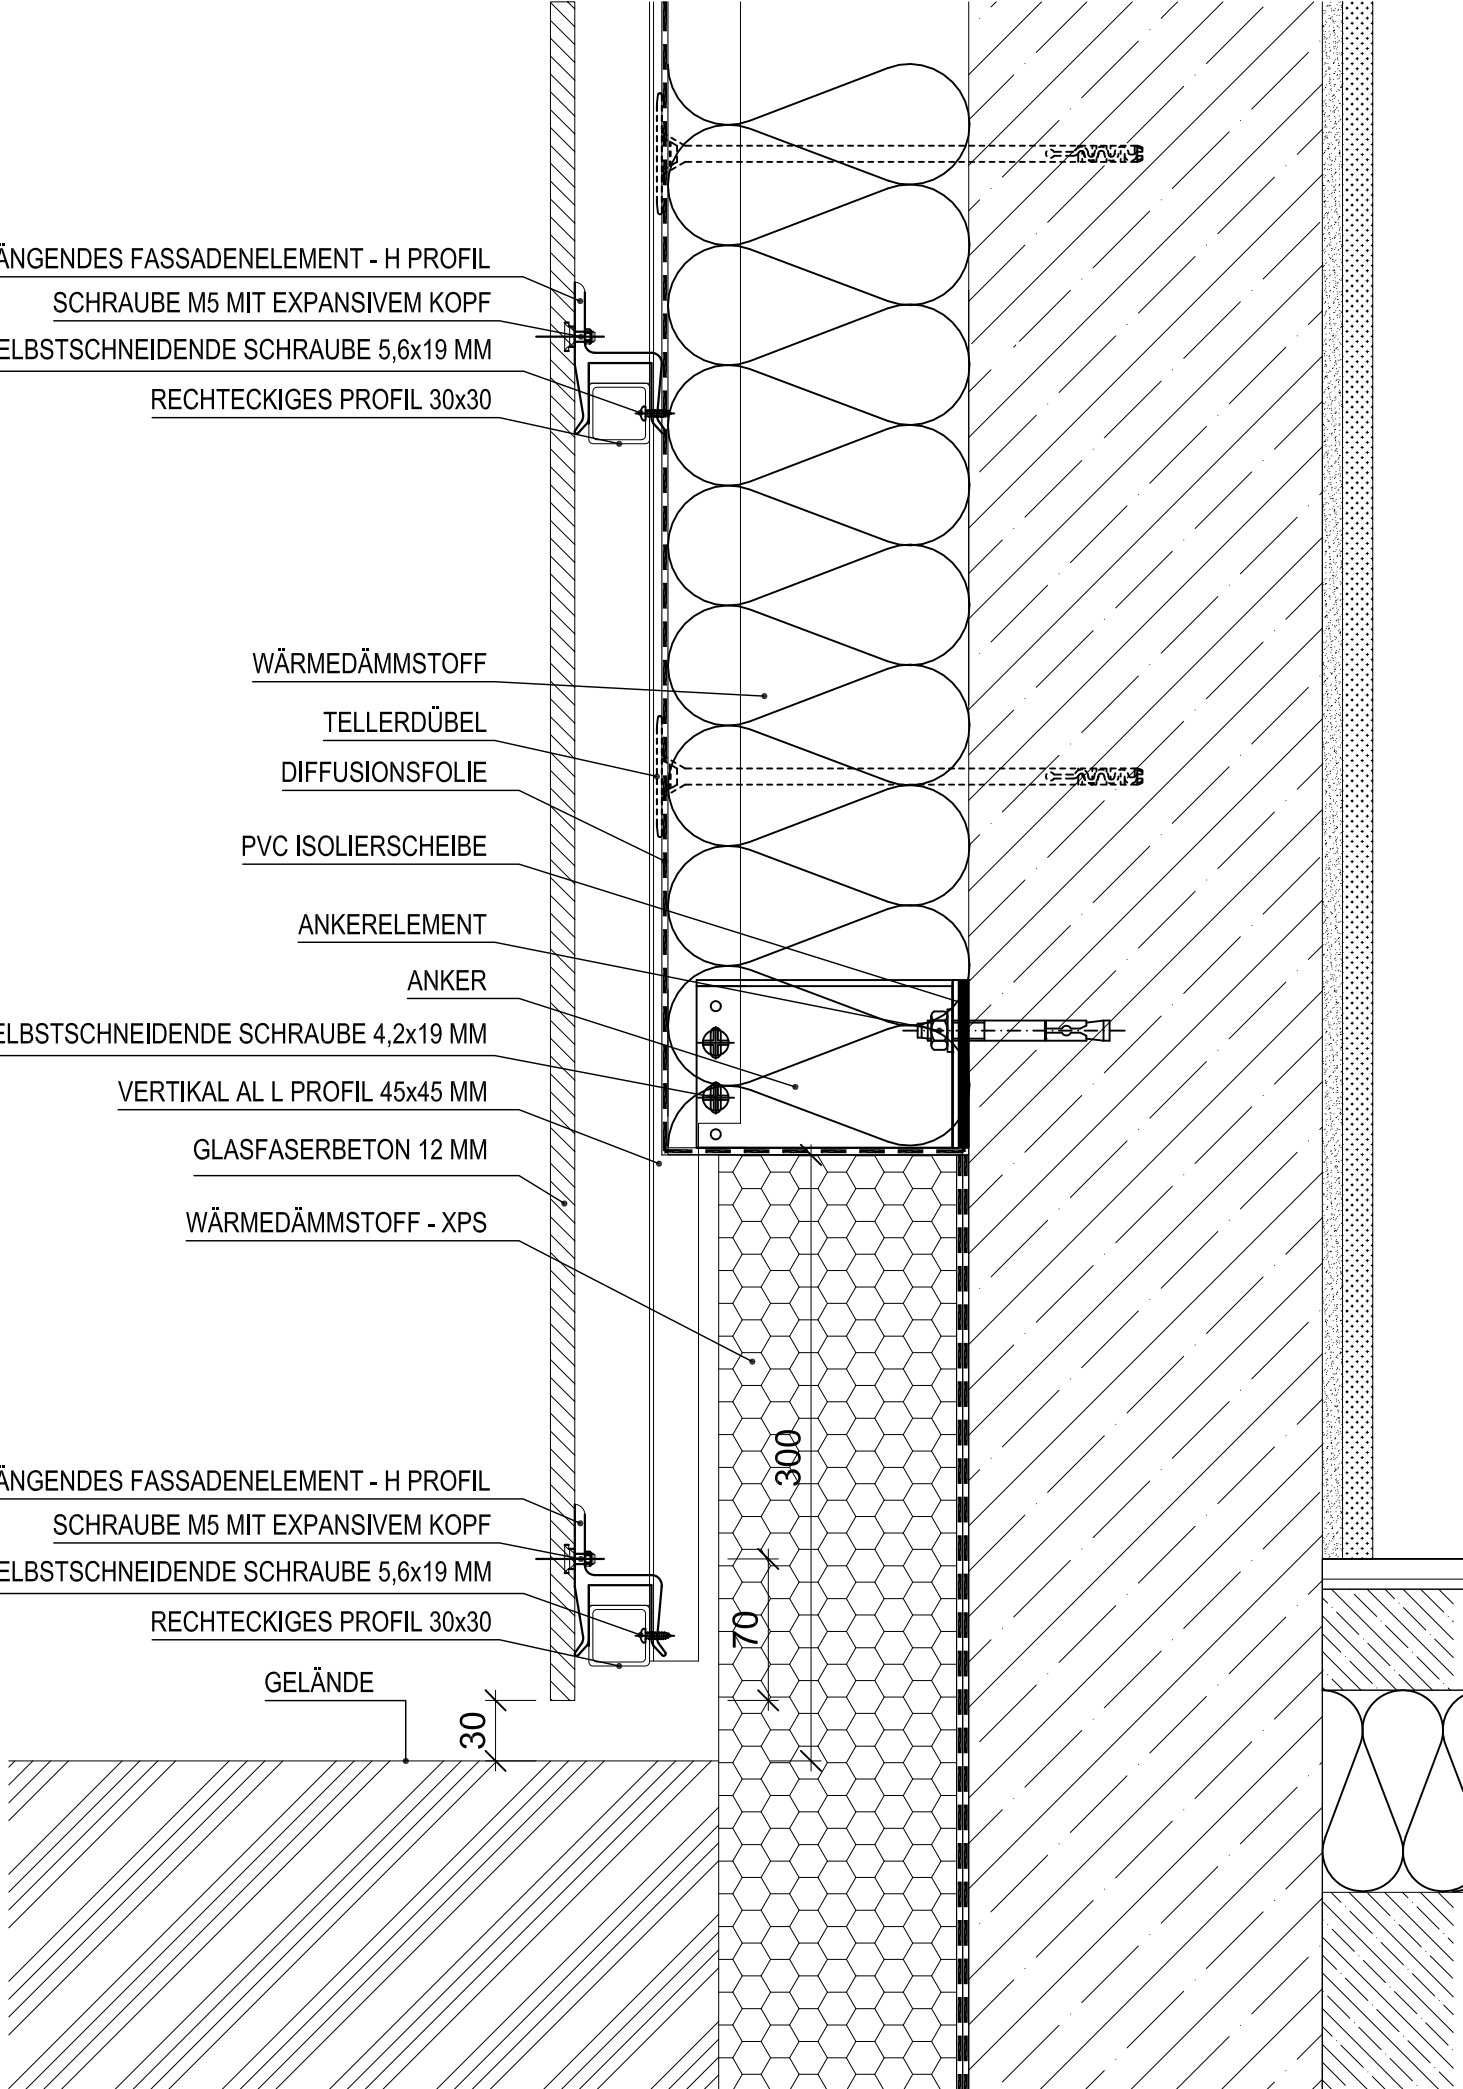 ÄNGENDES FASSADENELEMENT - H PROFIL
SCHRAUBE M5 MIT EXPANSIVEM KOPF
ELBSTSCHNEIDENDE SCHRAUBE 5,6x19 MM
RECHTECKIGES PROFIL 30x30
WÄRMEDÄMMSTOFF
TELLERDÜBEL
DIFFUSIONSFOLIE
PVC ISOLIERSCHEIBE
ANKERELEMENT
ANKER
ELBSTSCHNEIDENDE SCHRAUBE 4,2x19 MM
VERTIKAL AL L PROFIL 45x45 MM
GLASFASERBETON 12 MM
WÄRMEDÄMMSTOFF - XPS
300
ÄNGENDES FASSADENELEMENT - H PROFIL
SCHRAUBE M5 MIT EXPANSIVEM KOPF
ELBSTSCHNEIDENDE SCHRAUBE 5,6x19 MM
RECHTECKIGES PROFIL 30x30
70
GELÄNDE
30